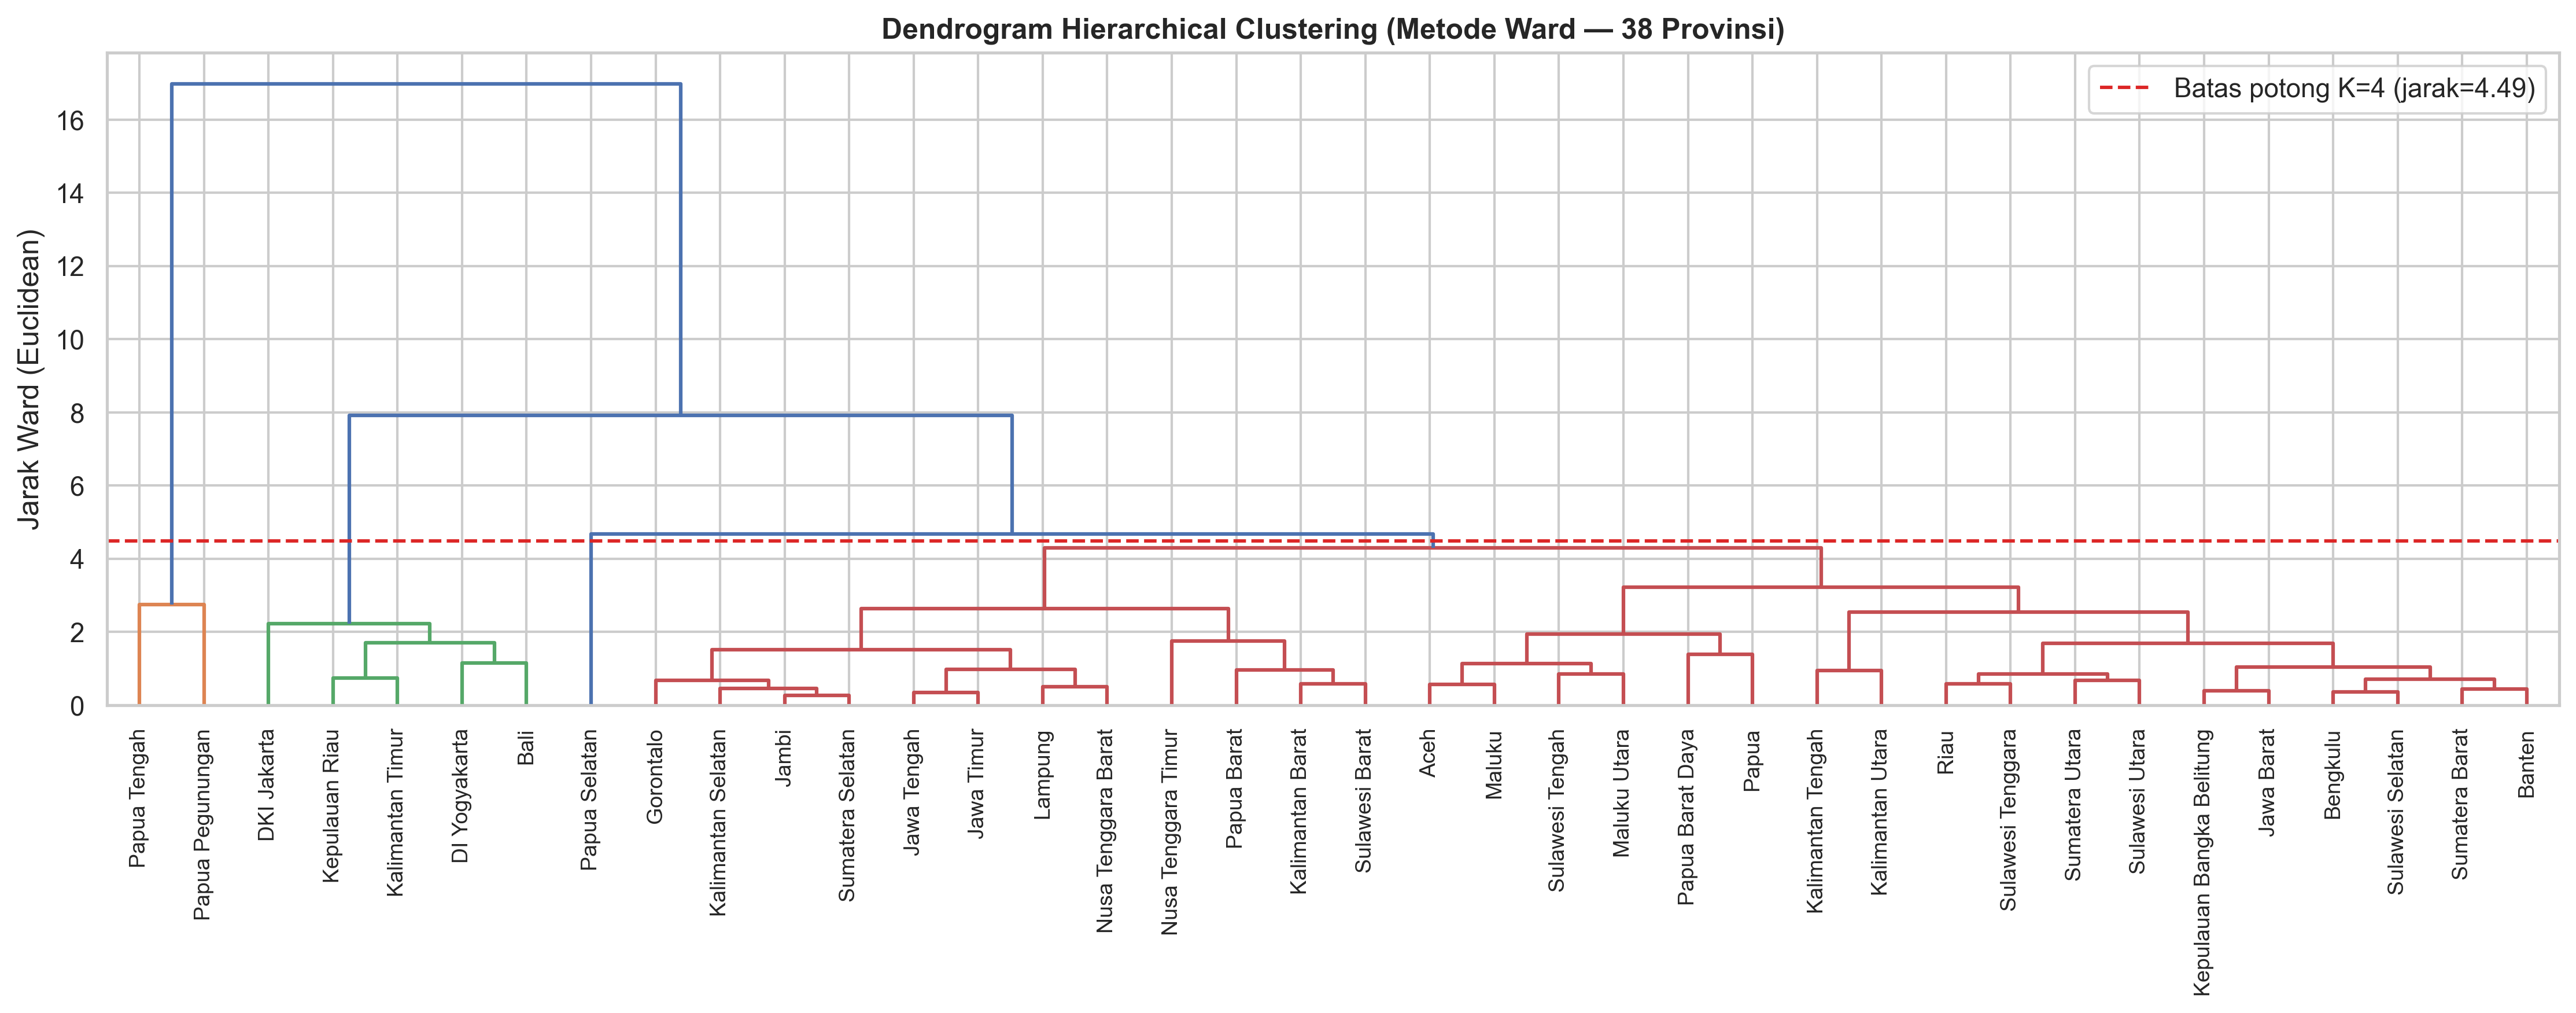 Dendrogram Hierarchical Clustering (Metode Ward — 38 Provinsi)
Batas potong K=4 (jarak=4.49)
Jarak Ward (Euclidean)
16
14
12
10
8
6
4
2
0
Papua Tengah
Papua Pegunungan
DKI Jakarta
Kepulauan Riau
Kalimantan Timur
DI Yogyakarta
Bali
Papua Selatan
Gorontalo
Kalimantan Selatan
Jambi
Sumatera Selatan
Jawa Tengah
Jawa Timur
Lampung
Nusa Tenggara Barat
Nusa Tenggara Timur
Papua Barat
Kalimantan Barat
Sulawesi Barat
Aceh
Maluku
Sulawesi Tengah
Maluku Utara
Papua Barat Daya
Papua
Kalimantan Tengah
Kalimantan Utara
Riau
Sulawesi Tenggara
Sumatera Utara
Sulawesi Utara
Kepulauan Bangka Belitung
Jawa Barat
Bengkulu
Sulawesi Selatan
Sumatera Barat
Banten